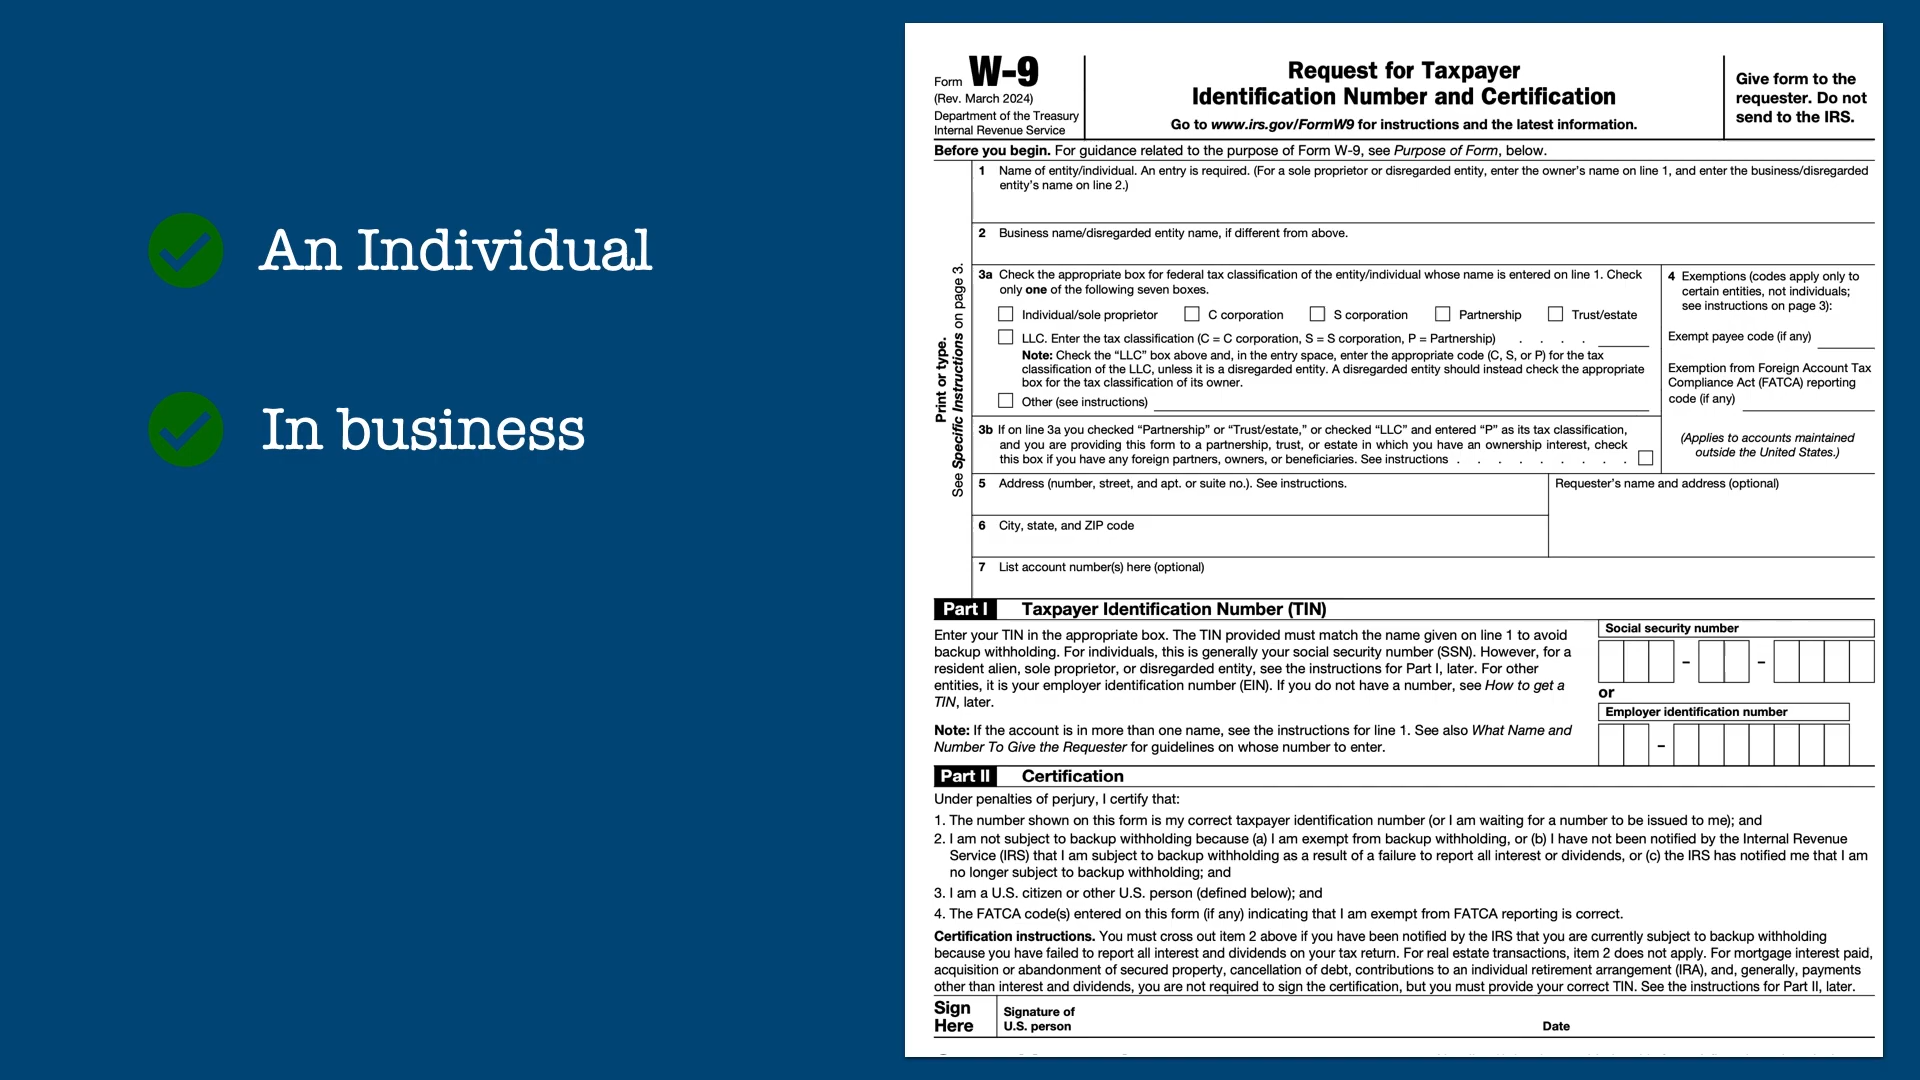 An Individual
In business
Form W-9
(Rev. March 2024)
Department of the Treasury
Internal Revenue Service
Request for Taxpayer
Identification Number and Certification
Go to www.irs.gov/FormW9 for instructions and the latest information.
Give form to the
requester. Do not
send to the IRS.
Before you begin. For guidance related to the purpose of Form W-9, see Purpose of Form, below.
Print or type.
See Specific Instructions on page 3.
1 Name of entity/individual. An entry is required. (For a sole proprietor or disregarded entity, enter the owner’s name on line 1, and enter the business/disregarded
entity’s name on line 2.)
2 Business name/disregarded entity name, if different from above.
3a Check the appropriate box for federal tax classification of the entity/individual whose name is entered on line 1. Check
only one of the following seven boxes.
Individual/sole proprietor C corporation S corporation Partnership Trust/estate
LLC. Enter the tax classification (C = C corporation, S = S corporation, P = Partnership) . . . .
Note: Check the “LLC” box above and, in the entry space, enter the appropriate code (C, S, or P) for the tax
classification of the LLC, unless it is a disregarded entity. A disregarded entity should instead check the appropriate
box for the tax classification of its owner.
Other (see instructions)
3b If on line 3a you checked “Partnership” or “Trust/estate,” or checked “LLC” and entered “P” as its tax classification,
and you are providing this form to a partnership, trust, or estate in which you have an ownership interest, check
this box if you have any foreign partners, owners, or beneficiaries. See instructions . . . . . . . . .
4 Exemptions (codes apply only to
certain entities, not individuals;
see instructions on page 3):
Exempt payee code (if any)
Exemption from Foreign Account Tax
Compliance Act (FATCA) reporting
code (if any)
(Applies to accounts maintained
outside the United States.)
5 Address (number, street, and apt. or suite no.). See instructions.
Requester’s name and address (optional)
6 City, state, and ZIP code
7 List account number(s) here (optional)
Part I Taxpayer Identification Number (TIN)
Enter your TIN in the appropriate box. The TIN provided must match the name given on line 1 to avoid
backup withholding. For individuals, this is generally your social security number (SSN). However, for a
resident alien, sole proprietor, or disregarded entity, see the instructions for Part I, later. For other
entities, it is your employer identification number (EIN). If you do not have a number, see How to get a
TIN, later.
Note: If the account is in more than one name, see the instructions for line 1. See also What Name and
Number To Give the Requester for guidelines on whose number to enter.
Social security number
– –
or
Employer identification number
–
Part II Certification
Under penalties of perjury, I certify that:
1. The number shown on this form is my correct taxpayer identification number (or I am waiting for a number to be issued to me); and
2. I am not subject to backup withholding because (a) I am exempt from backup withholding, or (b) I have not been notified by the Internal Revenue
Service (IRS) that I am subject to backup withholding as a result of a failure to report all interest or dividends, or (c) the IRS has notified me that I am
no longer subject to backup withholding; and
3. I am a U.S. citizen or other U.S. person (defined below); and
4. The FATCA code(s) entered on this form (if any) indicating that I am exempt from FATCA reporting is correct.
Certification instructions. You must cross out item 2 above if you have been notified by the IRS that you are currently subject to backup withholding
because you have failed to report all interest and dividends on your tax return. For real estate transactions, item 2 does not apply. For mortgage interest paid,
acquisition or abandonment of secured property, cancellation of debt, contributions to an individual retirement arrangement (IRA), and, generally, payments
other than interest and dividends, you are not required to sign the certification, but you must provide your correct TIN. See the instructions for Part II, later.
Sign
Here
Signature of
U.S. person
Date